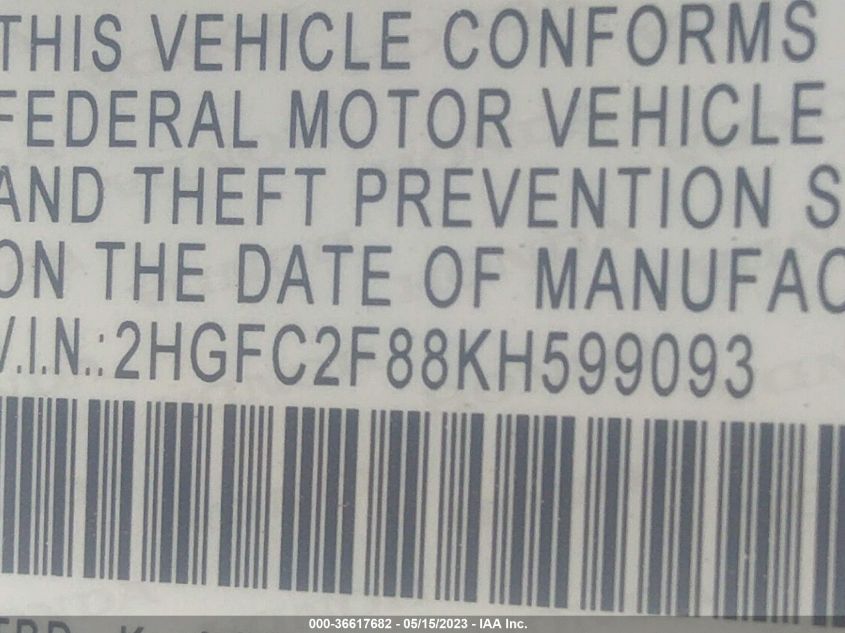 THIS VEHICLE CONFORMS
FEDERAL MOTOR VEHICLE
AND THEFT PREVENTION S
ON THE DATE OF MANUFAC
V.I.N.:2HGFC2F88KH599093
000-36617682 - 05/15/2023 - IAA Inc.